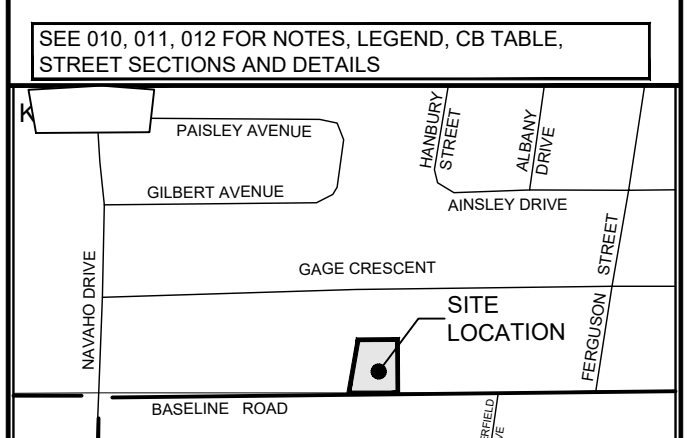 SEE 010, 011, 012 FOR NOTES, LEGEND, CB TABLE,
STREET SECTIONS AND DETAILS
K
PAISLEY AVENUE
HANBURY
STREET
ALBANY
DRIVE
GILBERT AVENUE
AINSLEY DRIVE
NAVAHO DRIVE
GAGE CRESCENT
FERGUSON STREET
SITE
LOCATION
BASELINE ROAD